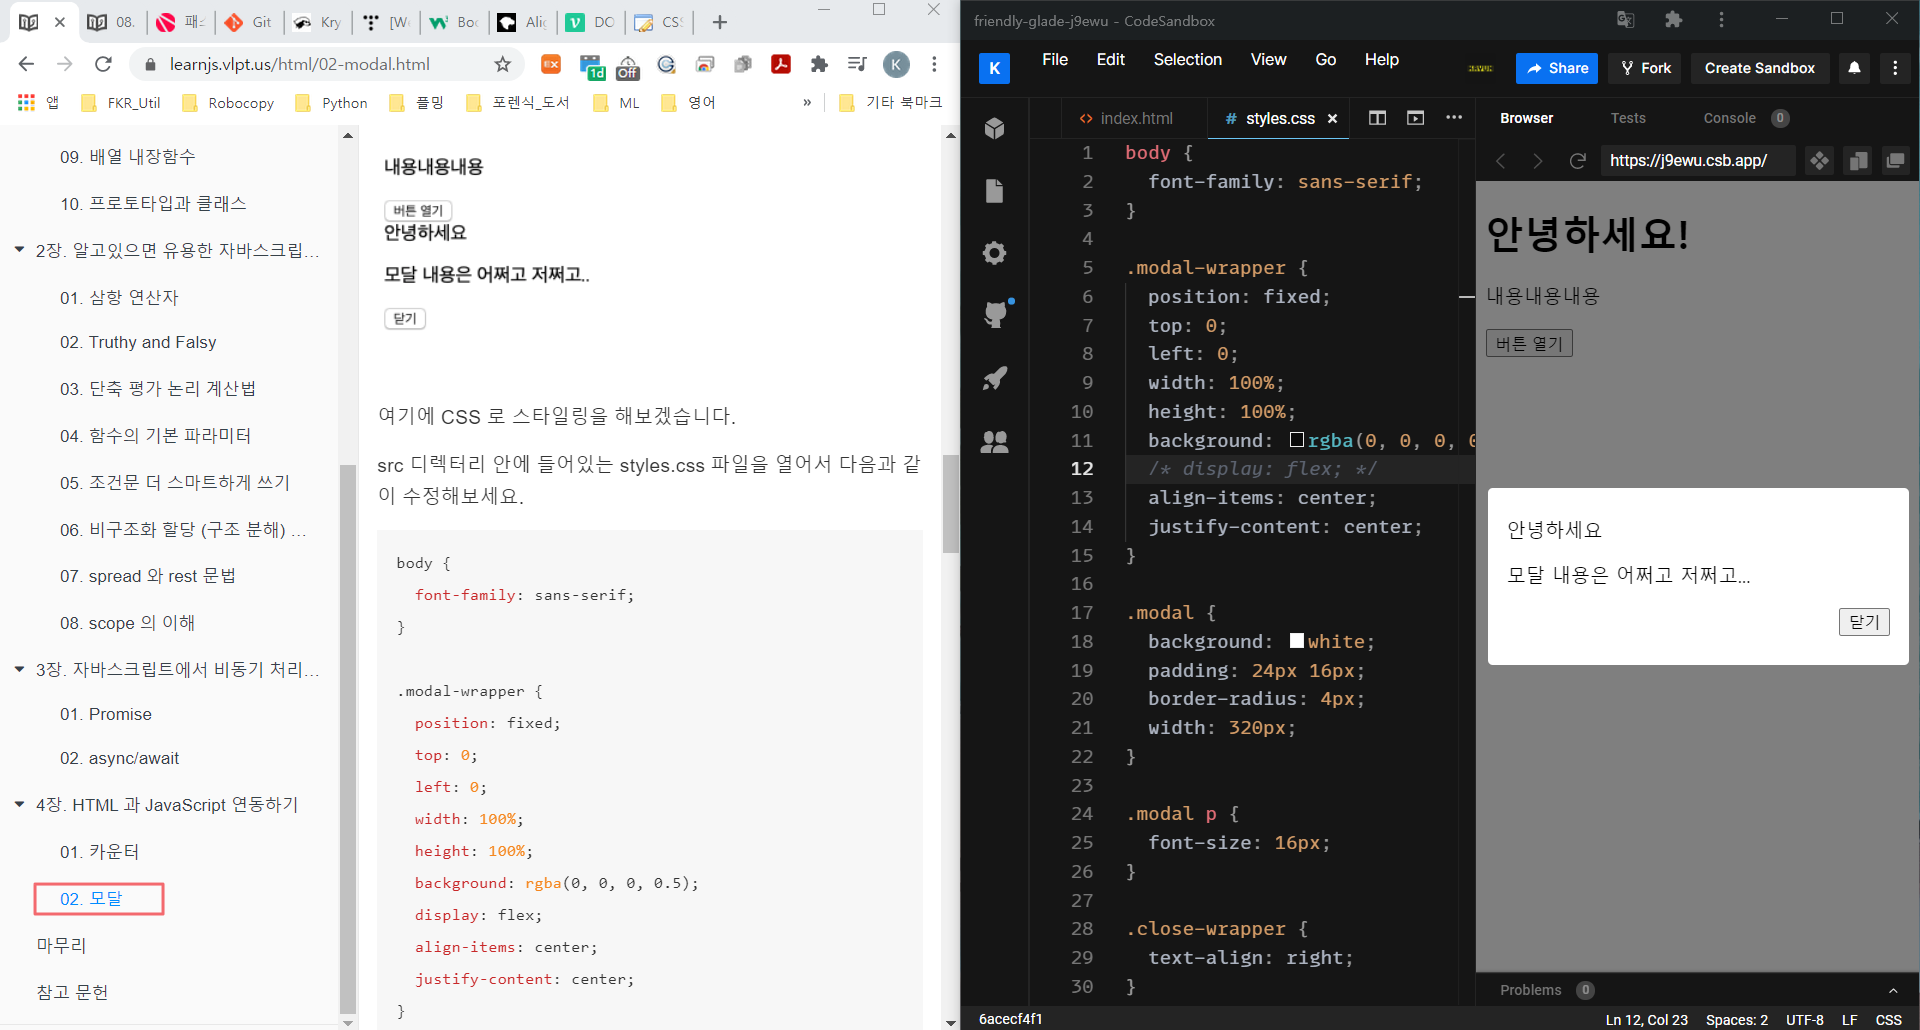 08.
패스
Git
Kry
[W
Boo
Alig
DO
CSS
learnjs.vlpt.us/html/02-modal.html
EX
1d
Off
K
앱
FKR_Util
Robocopy
Python
플밍
포렌식_도서
ML
영어
»
기타 북마크
09. 배열 내장함수
10. 프로토타입과 클래스
2장. 알고있으면 유용한 자바스크립...
01. 삼항 연산자
02. Truthy and Falsy
03. 단축 평가 논리 계산법
04. 함수의 기본 파라미터
05. 조건문 더 스마트하게 쓰기
06. 비구조화 할당 (구조 분해) ...
07. spread 와 rest 문법
08. scope 의 이해
3장. 자바스크립트에서 비동기 처리...
01. Promise
02. async/await
4장. HTML 과 JavaScript 연동하기
01. 카운터
02. 모달
마무리
참고 문헌
내용내용내용
버튼 열기
안녕하세요
모달 내용은 어쩌고 저쩌고..
닫기
여기에 CSS 로 스타일링을 해보겠습니다.
src 디렉터리 안에 들어있는 styles.css 파일을 열어서 다음과 같
이 수정해보세요.
body {
font-family: sans-serif;
}
.modal-wrapper {
position: fixed;
top: 0;
left: 0;
width: 100%;
height: 100%;
background: rgba(0, 0, 0, 0.5);
display: flex;
align-items: center;
justify-content: center;
}
friendly-glade-j9ewu - CodeSandbox
K
File Edit Selection View Go Help
Share
Fork
Create Sandbox
index.html
# styles.css
1 body {
2 font-family: sans-serif;
3 }
4
5 .modal-wrapper {
6 position: fixed;
7 top: 0;
8 left: 0;
9 width: 100%;
10 height: 100%;
11 background: rgba(0, 0, 0, 0
12 /* display: flex; */
13 align-items: center;
14 justify-content: center;
15 }
16
17 .modal {
18 background: white;
19 padding: 24px 16px;
20 border-radius: 4px;
21 width: 320px;
22 }
23
24 .modal p {
25 font-size: 16px;
26 }
27
28 .close-wrapper {
29 text-align: right;
30 }
Browser
Tests
Console 0
https://j9ewu.csb.app/
안녕하세요!
내용내용내용
버튼 열기
안녕하세요
모달 내용은 어쩌고 저쩌고...
닫기
Problems 0
6acecf4f1
Ln 12, Col 23 Spaces: 2 UTF-8 LF CSS